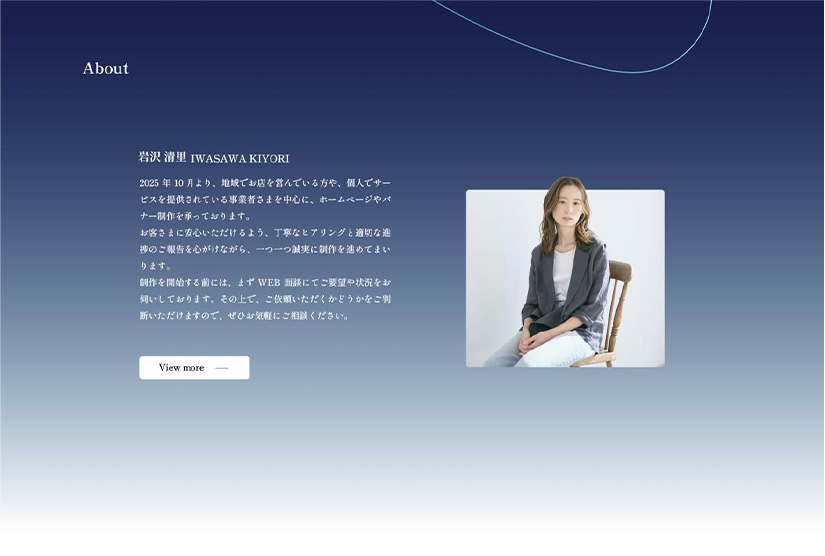 About
岩沢 清里 IWASAWA KIYORI
2025 年 10 月より、地域でお店を営んでいる方や、個人でサー
ビスを提供されている事業者さまを中心に、ホームページやバ
ナー制作を承っております。
お客さまに安心いただけるよう、丁寧なヒアリングと適切な進
捗のご報告を心がけながら、一つ一つ誠実に制作を進めてまい
ります。
制作を開始する前には、まず WEB 面談にてご要望や状況をお
伺いしております。その上で、ご依頼いただくかどうかをご判
断いただけますので、ぜひお気軽にご相談ください。
View more